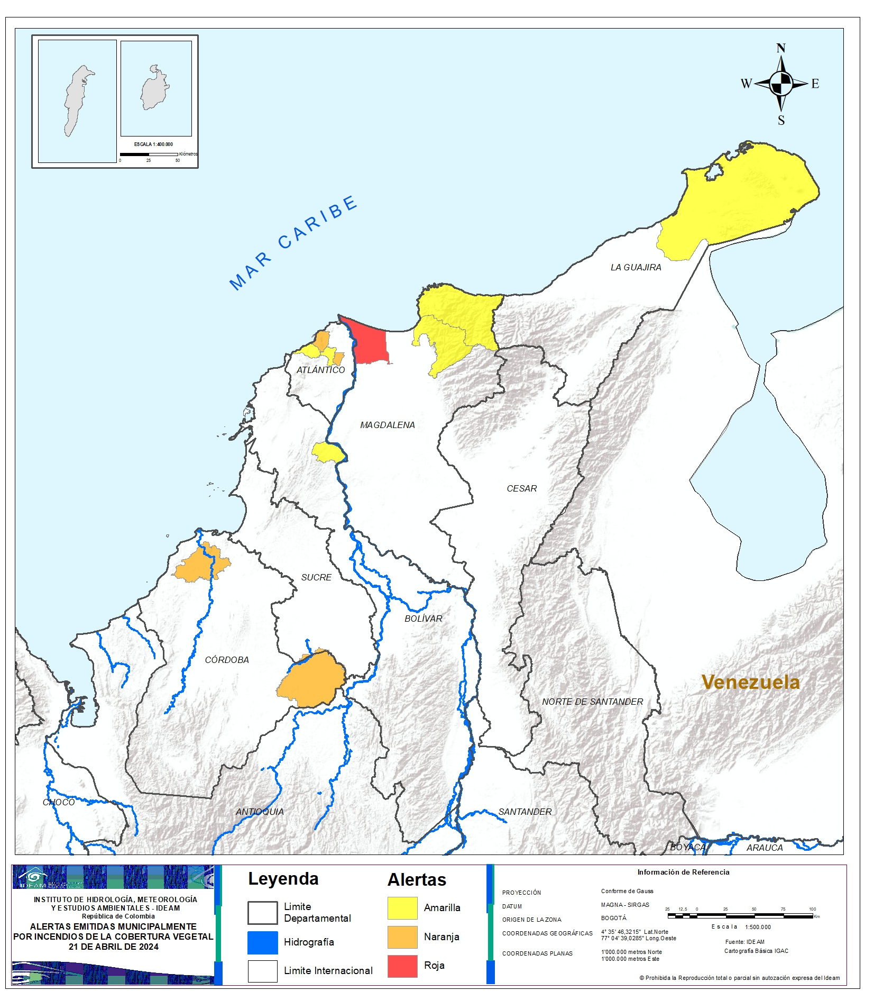 N
W
E
S
ESCALA 1:400.000
Kilómetros
0 25 50
MAR CARIBE
LA GUAJIRA
ATLÁNTICO
MAGDALENA
CESAR
SUCRE
BOLÍVAR
CÓRDOBA
Venezuela
NORTE DE SANTANDER
CHOCÓ
ANTIOQUIA
SANTANDER
BOYACÁ
ARAUCA
IDEAM
INSTITUTO DE HIDROLOGÍA, METEOROLOGÍA
Y ESTUDIOS AMBIENTALES - IDEAM
República de Colombia
ALERTAS EMITIDAS MUNICIPALMENTE
POR INCENDIOS DE LA COBERTURA VEGETAL
21 DE ABRIL DE 2024
Leyenda
Limite
Departamental
Hidrografía
Limite Internacional
Alertas
Amarilla
Naranja
Roja
Información de Referencia
PROYECCIÓN Conforme de Gauss
DATUM MAGNA - SIRGAS
ORIGEN DE LA ZONA BOGOTÁ
COORDENADAS GEOGRÁFICAS 4° 35' 46,3215" Lat.Norte
77° 04' 39,0285" Long.Oeste
COORDENADAS PLANAS 1'000.000 metros Norte
1'000.000 metros Este
25 12,5 0 25 50 75 100
Km
Escala 1:500.000
Fuente: IDEAM
Cartografía Básica IGAC
© Prohibida la Reproducción total o parcial sin autozación expresa del Ideam